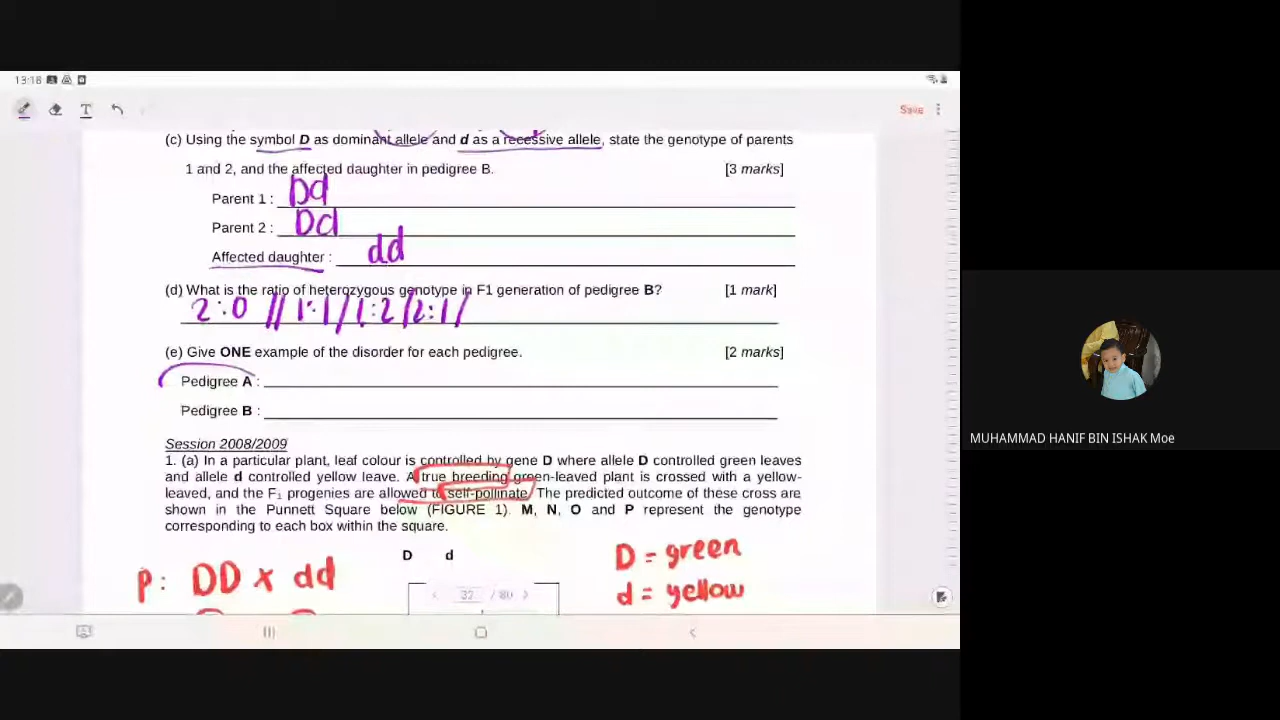 13:18
Save
(c) Using the symbol D as dominant allele and d as a recessive allele, state the genotype of parents
1 and 2, and the affected daughter in pedigree B. [3 marks]
Parent 1 : Dd
Parent 2 : Dd
Affected daughter : dd
(d) What is the ratio of heterozygous genotype in F1 generation of pedigree B? [1 mark]
2:0 // 1:1 / 1:2 / 2:1 /
(e) Give ONE example of the disorder for each pedigree. [2 marks]
Pedigree A :
Pedigree B :
Session 2008/2009
1. (a) In a particular plant, leaf colour is controlled by gene D where allele D controlled green leaves
and allele d controlled yellow leave. A true breeding green-leaved plant is crossed with a yellow-
leaved, and the F₁ progenies are allowed to self-pollinate. The predicted outcome of these cross are
shown in the Punnett Square below (FIGURE 1). M, N, O and P represent the genotype
corresponding to each box within the square.
D d
D = green
P: DD x dd
d = yellow
32 / 80
MUHAMMAD HANIF BIN ISHAK Moe